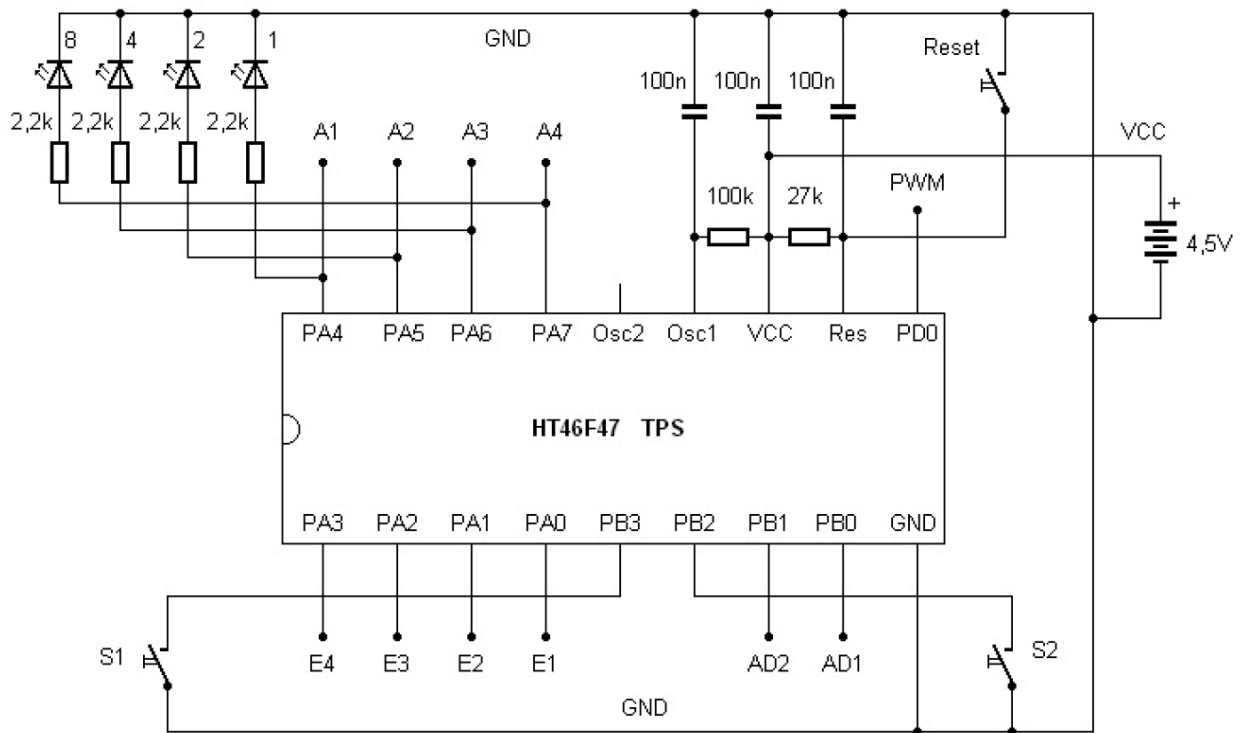 8 4 2 1
GND
Reset
100n 100n 100n
2,2k 2,2k 2,2k 2,2k
A1 A2 A3 A4
VCC
100k 27k PWM
+
4,5V
PA4 PA5 PA6 PA7 Osc2 Osc1 VCC Res PD0
HT46F47 TPS
PA3 PA2 PA1 PA0 PB3 PB2 PB1 PB0 GND
S1 E4 E3 E2 E1 AD2 AD1 S2
GND